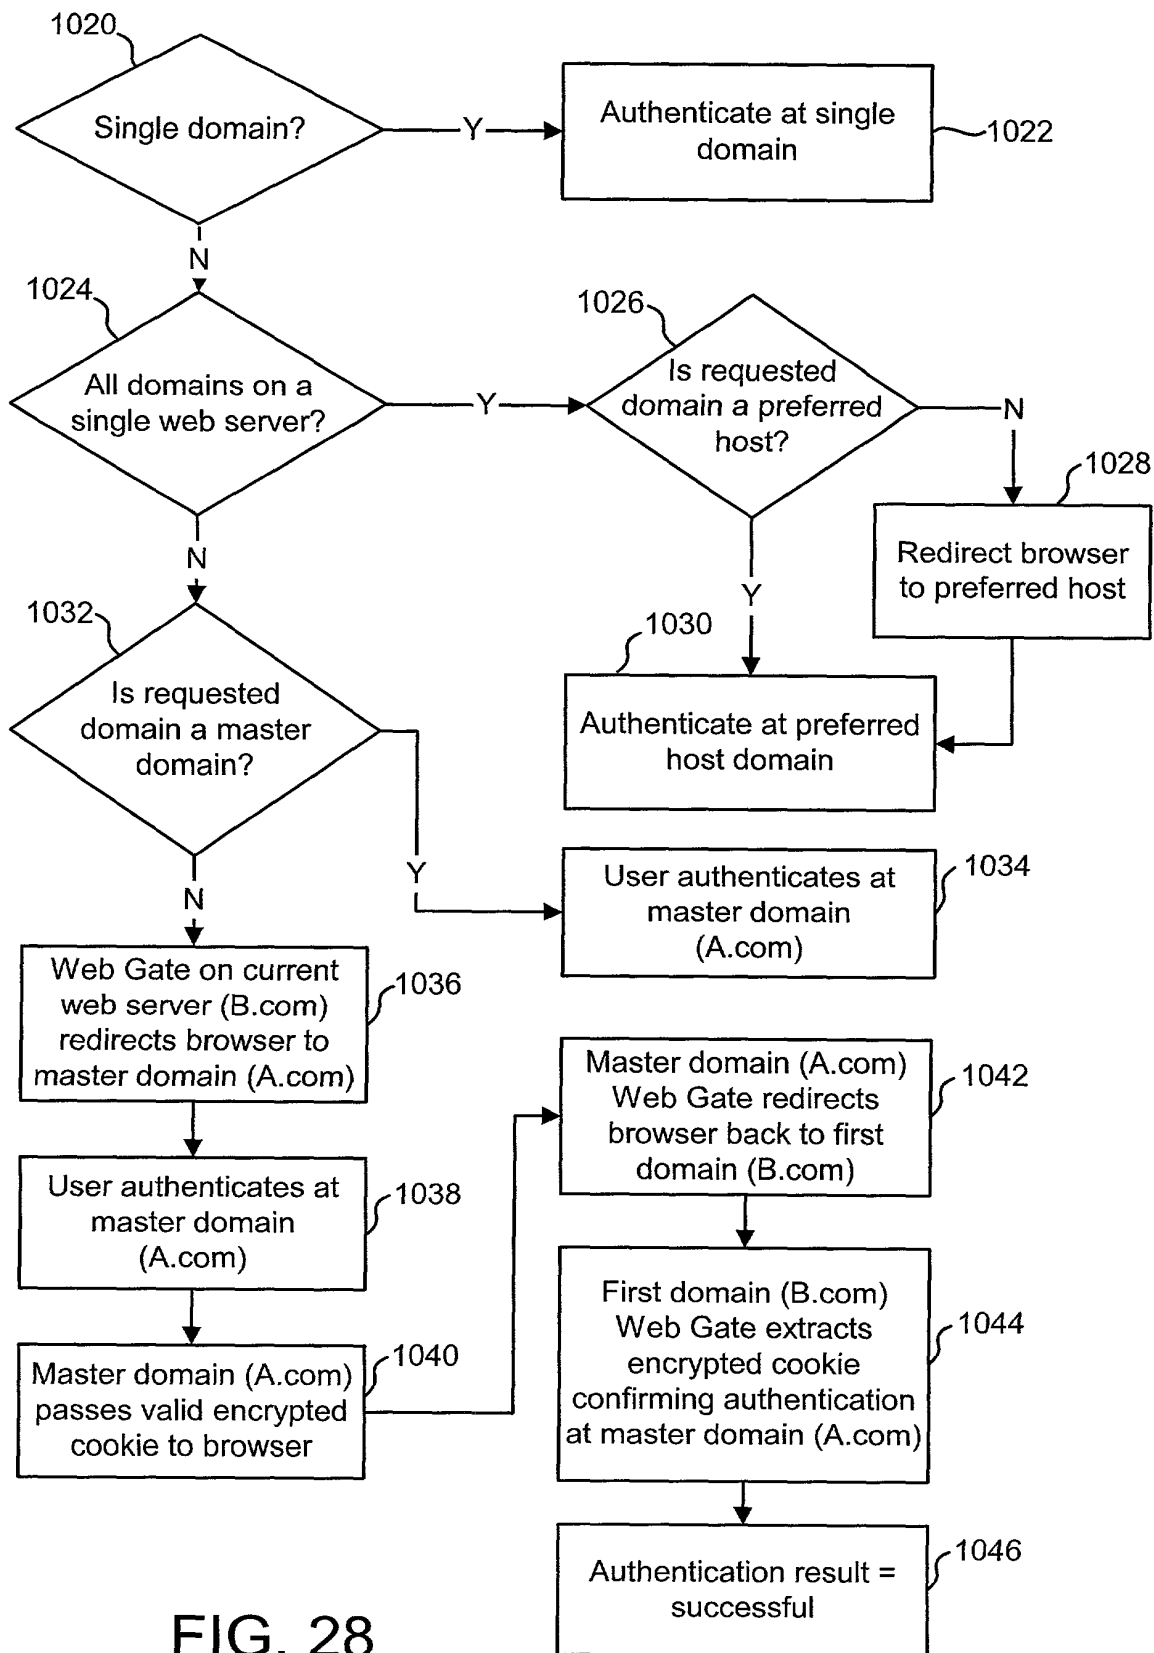 1020
Single domain?
Y
Authenticate at single
domain
1022
N
1024
All domains on a
single web server?
Y
1026
Is requested
domain a preferred
host?
N
1028
Redirect browser
to preferred host
Y
1030
Authenticate at preferred
host domain
N
1032
Is requested
domain a master
domain?
Y
1034
User authenticates at
master domain
(A.com)
N
Web Gate on current
web server (B.com)
redirects browser to
master domain (A.com)
1036
User authenticates at
master domain
(A.com)
1038
Master domain (A.com)
passes valid encrypted
cookie to browser
1040
Master domain (A.com)
Web Gate redirects
browser back to first
domain (B.com)
1042
First domain (B.com)
Web Gate extracts
encrypted cookie
confirming authentication
at master domain (A.com)
1044
Authentication result =
successful
1046
FIG. 28